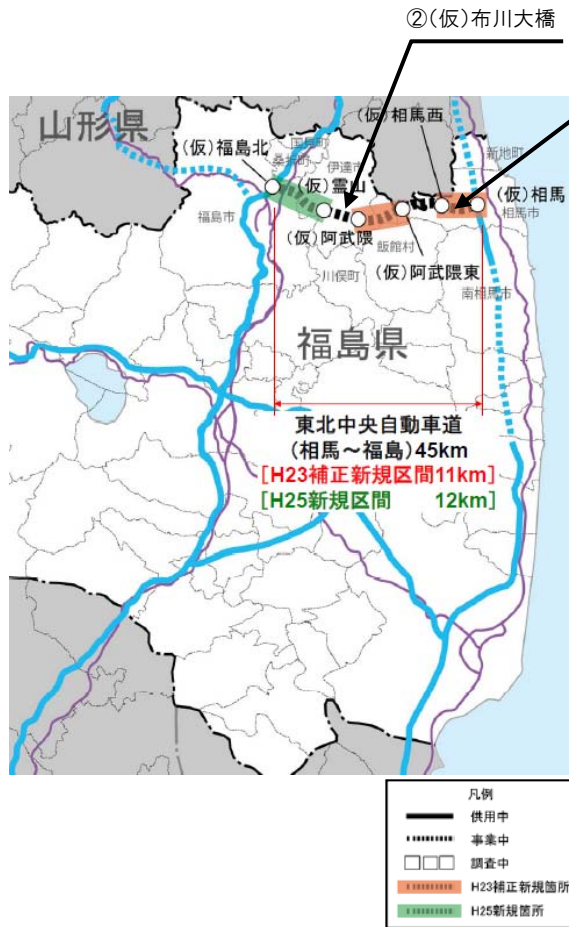 ②(仮)布川大橋
山形県
(仮)相馬西
(仮)福島北
国見町
桑折町
伊達市
新地町
(仮)霊山
(仮)相馬
福島市
相馬市
(仮)阿武隈
飯館村
(仮)阿武隈東
川俣町
南相馬市
福島県
東北中央自動車道
(相馬～福島)45km
[H23補正新規区間11km]
[H25新規区間 12km]
凡例
供用中
事業中
調査中
H23補正新規箇所
H25新規箇所